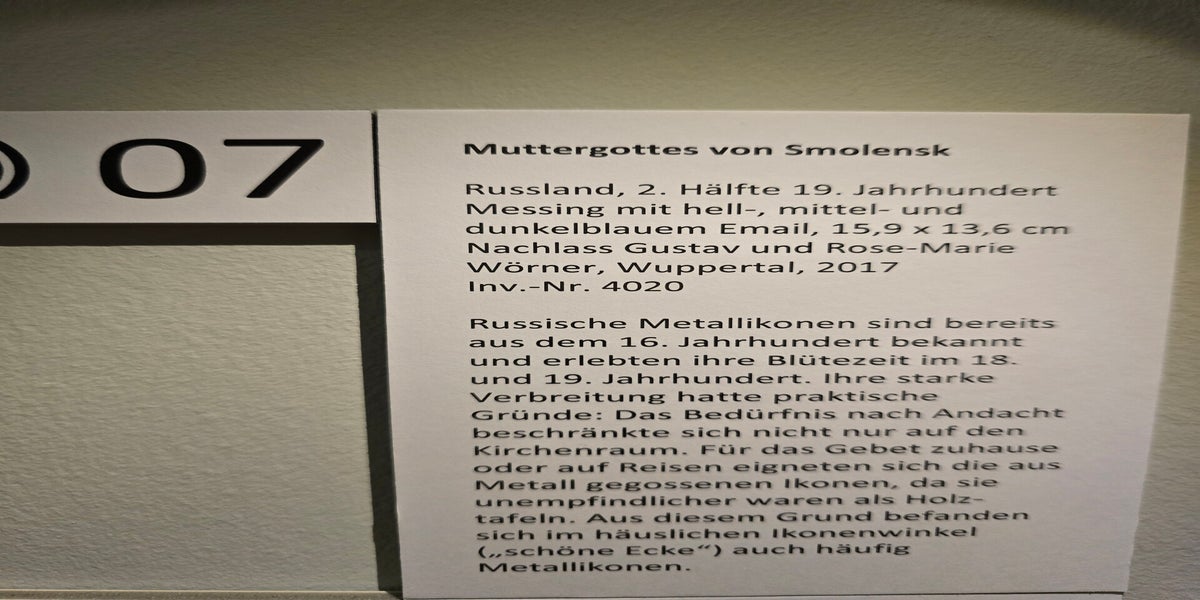 07
Muttergottes von Smolensk
Russland, 2. Hälfte 19. Jahrhundert
Messing mit hell-, mittel- und
dunkelblauem Email, 15,9 x 13,6 cm
Nachlass Gustav und Rose-Marie
Wörner, Wuppertal, 2017
Inv.-Nr. 4020
Russische Metallikonen sind bereits
aus dem 16. Jahrhundert bekannt
und erlebten ihre Blütezeit im 18.
und 19. Jahrhundert. Ihre starke
Verbreitung hatte praktische
Gründe: Das Bedürfnis nach Andacht
beschränkte sich nicht nur auf den
Kirchenraum. Für das Gebet zuhause
oder auf Reisen eigneten sich die aus
Metall gegossenen Ikonen, da sie
unempfindlicher waren als Holz-
tafeln. Aus diesem Grund befanden
sich im häuslichen Ikonenwinkel
(„schöne Ecke“) auch häufig
Metallikonen.